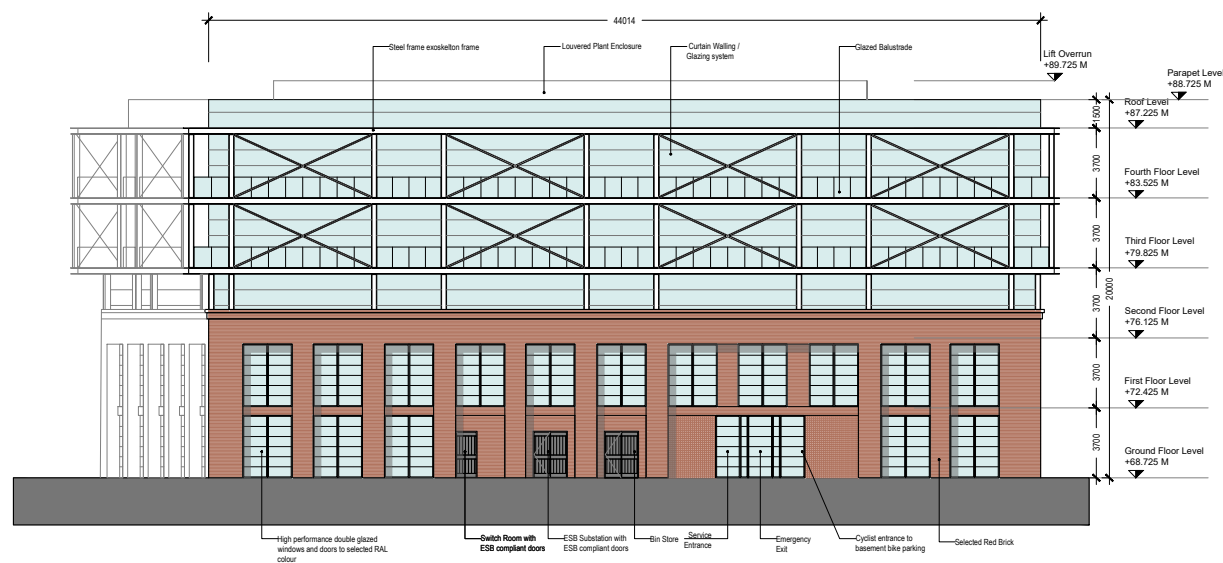 44014
Steel frame exoskelton frame
Louvered Plant Enclosure
Curtain Walling /
Glazing system
Glazed Balustrade
Lift Overrun
+89.725 M
Parapet Level
+88.725 M
Roof Level
+87.225 M
1500
3700
Fourth Floor Level
+83.525 M
3700
Third Floor Level
+79.825 M
3700
20000
Second Floor Level
+76.125 M
3700
First Floor Level
+72.425 M
3700
Ground Floor Level
+68.725 M
High performance double glazed
windows and doors to selected RAL
colour
Switch Room with
ESB compliant doors
ESB Substation with
ESB compliant doors
Bin Store
Service
Entrance
Emergency
Exit
Cyclist entrance to
basement bike parking
Selected Red Brick